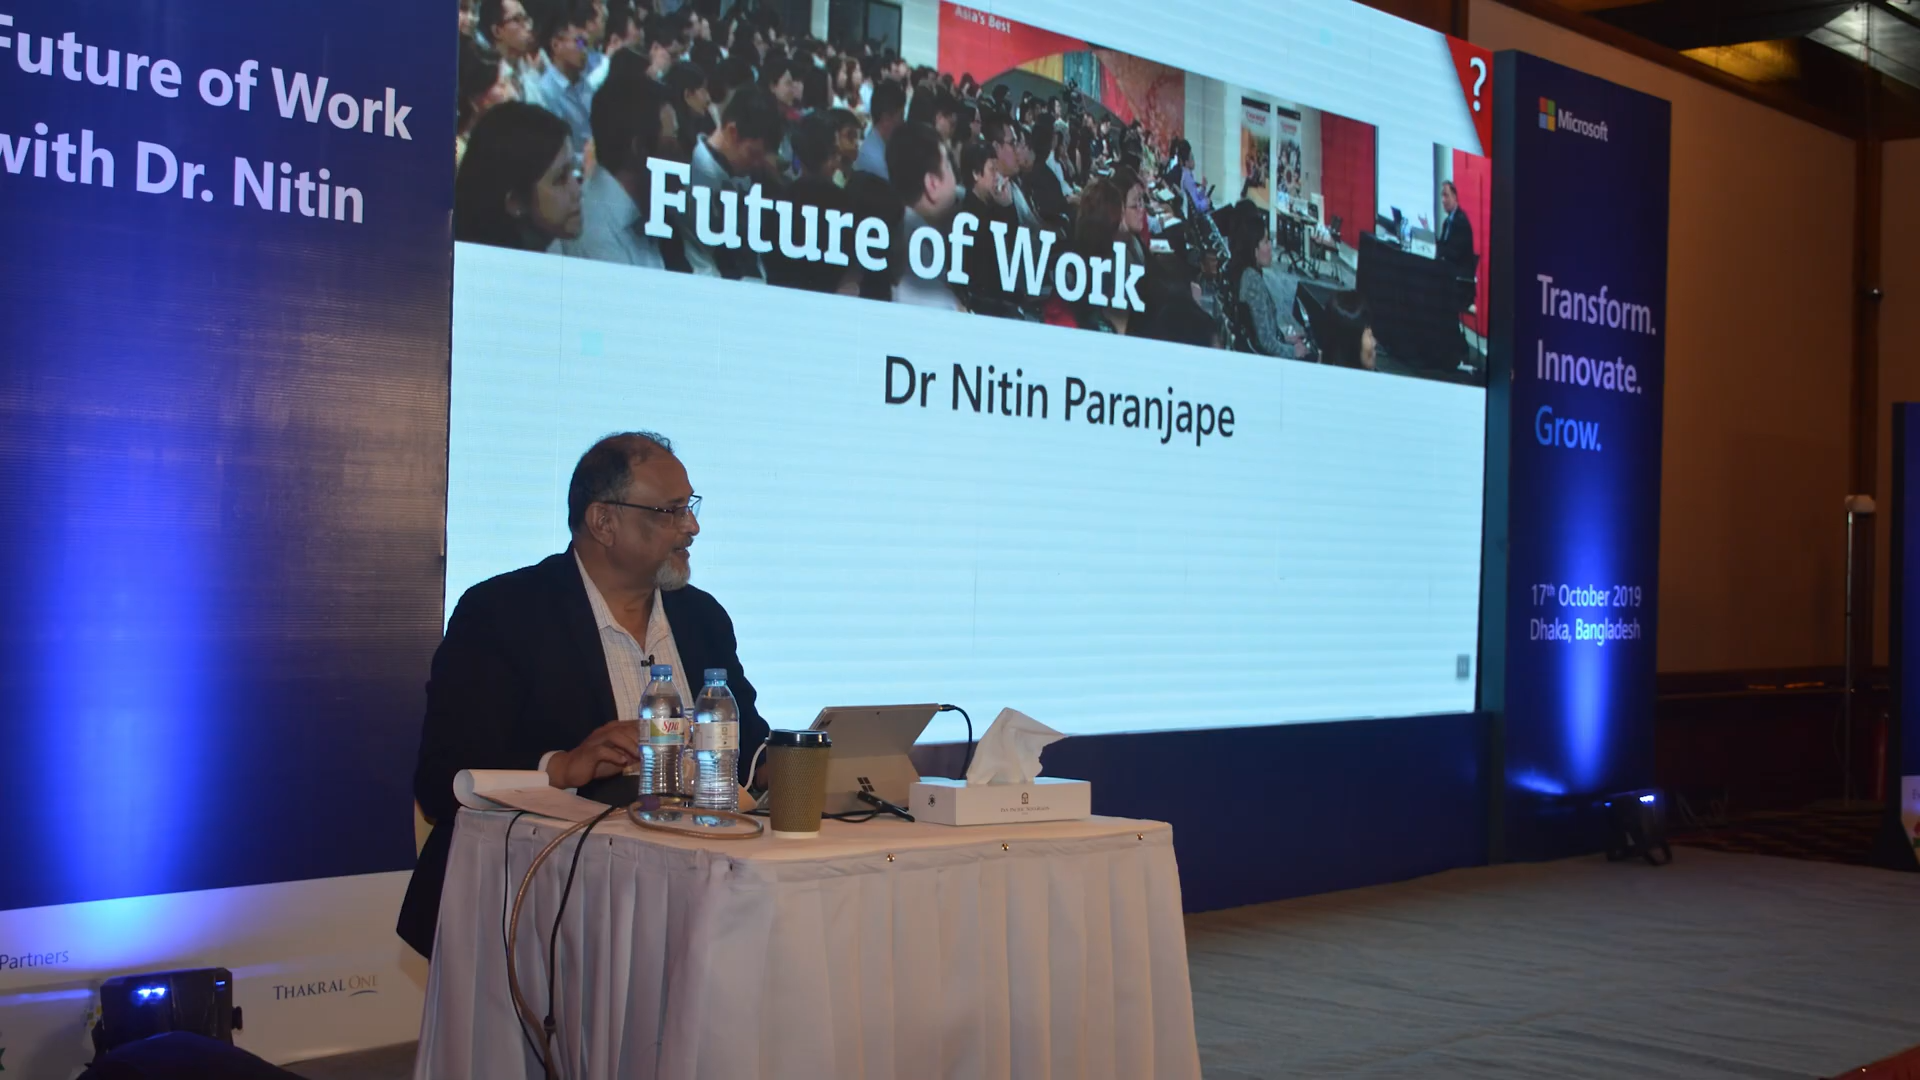 Future of Work
with Dr. Nitin
Asia's Best
?
Future of Work
Dr Nitin Paranjape
Microsoft
Transform.
Innovate.
Grow.
17th October 2019
Dhaka, Bangladesh
Spa
Partners
THAKRAL ONE